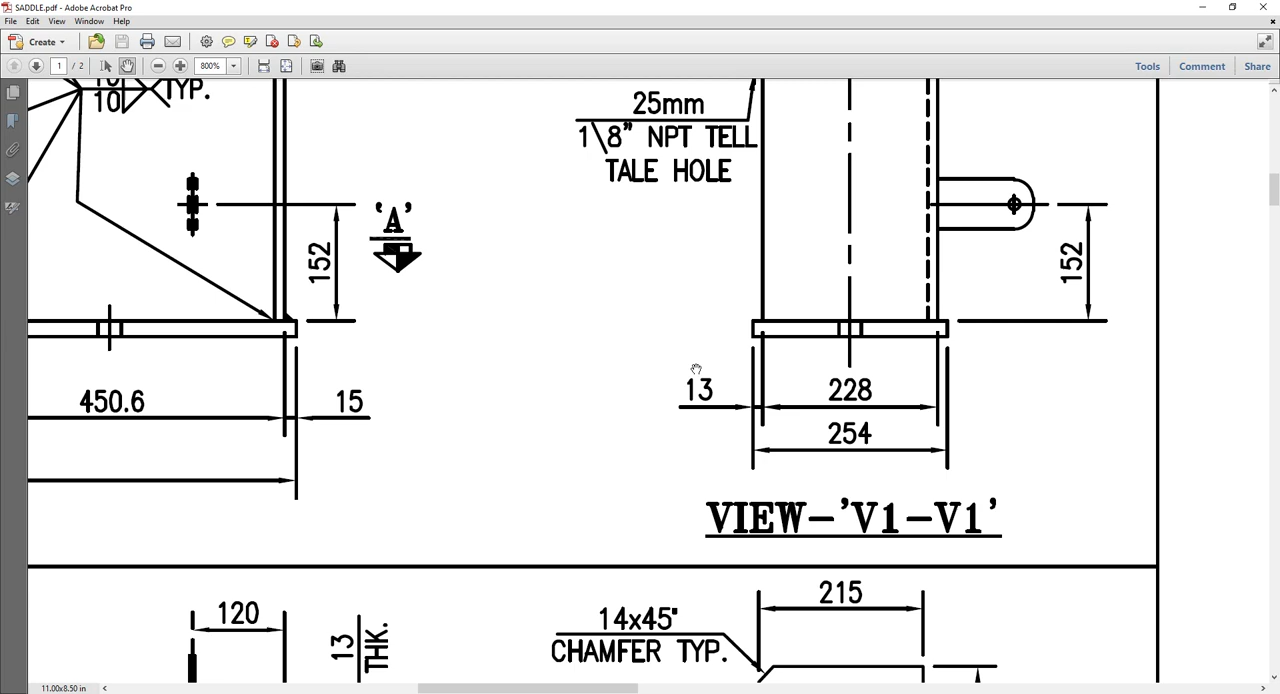 SADDLE.pdf - Adobe Acrobat Pro
File Edit View Window Help
Create
1 / 2
800%
Tools Comment Share
10 TYP.
25mm
1\8" NPT TELL
TALE HOLE
'A'
152
152
450.6
15
13
228
254
VIEW-'V1-V1'
120
13
THK.
14x45°
CHAMFER TYP.
215
11.00x8.50 in